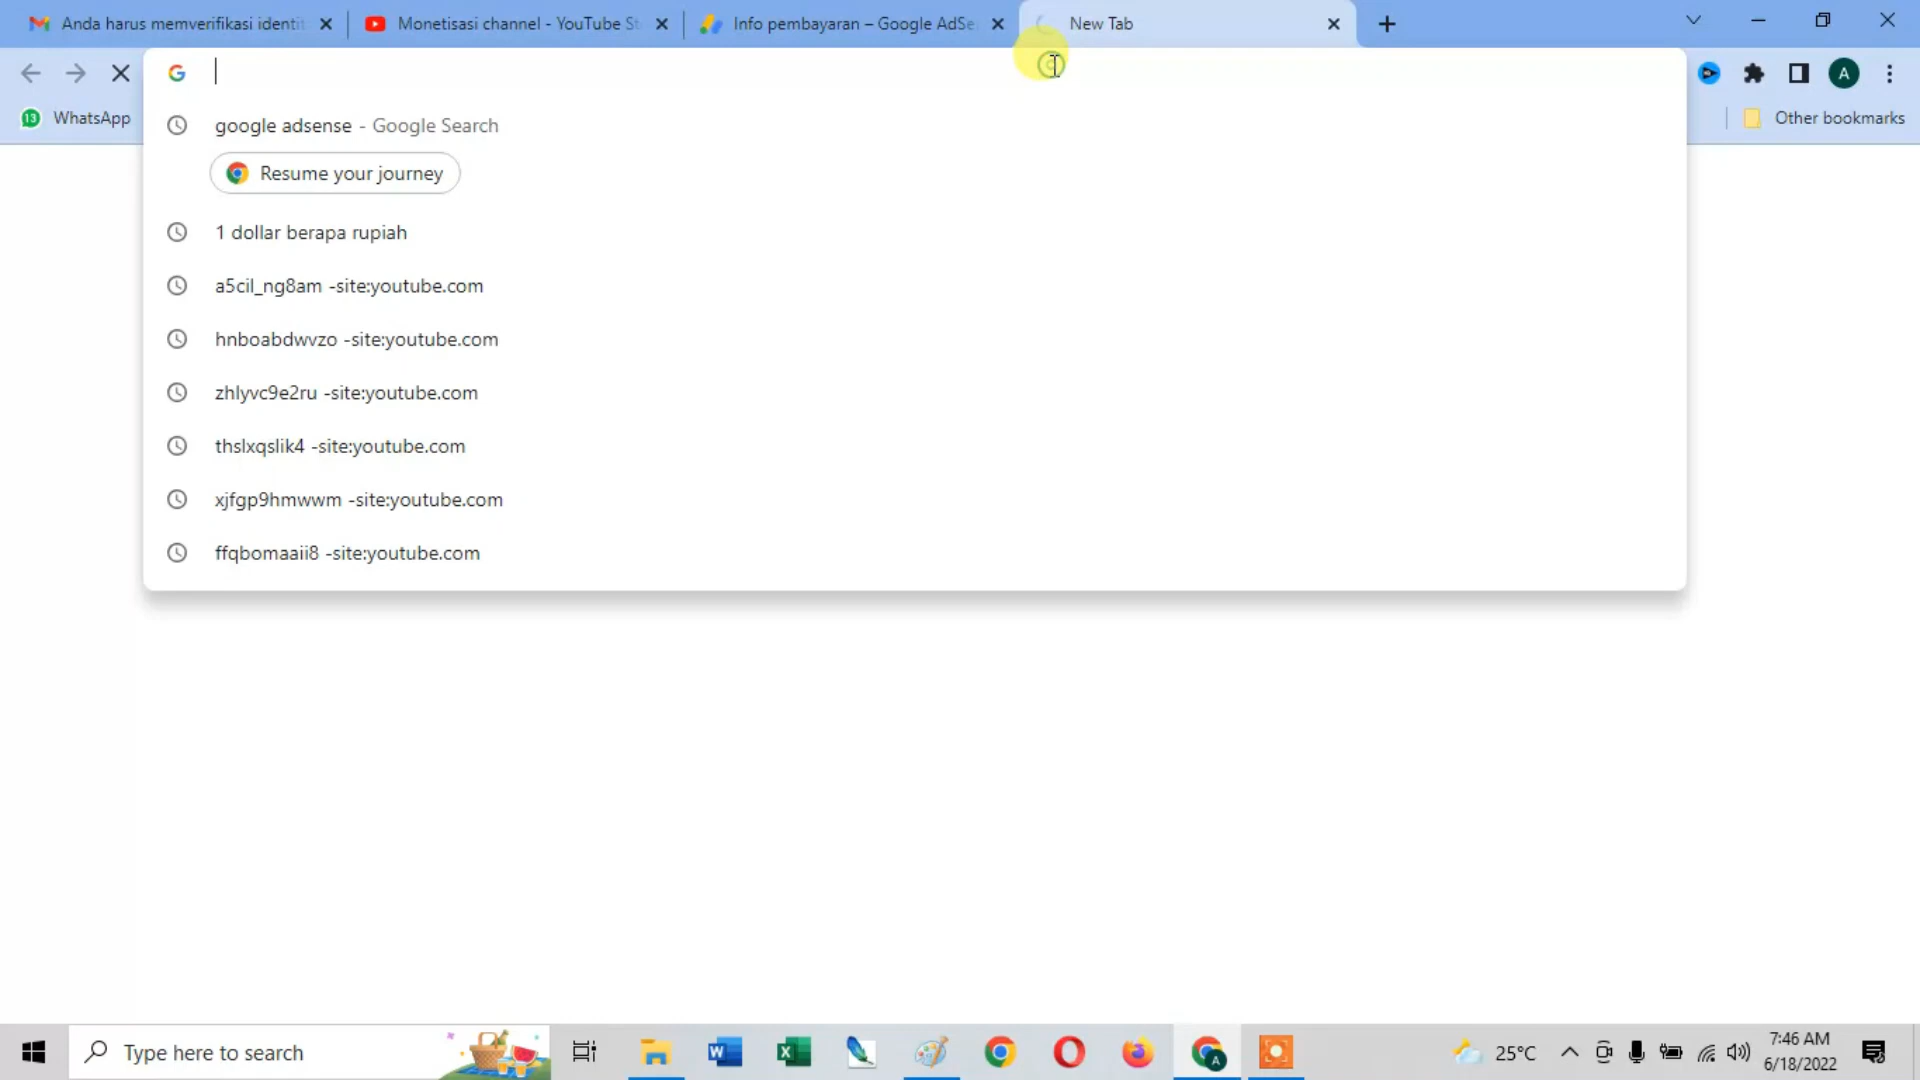 Anda harus memverifikasi identit
Monetisasi channel - YouTube St
Info pembayaran – Google AdSe
New Tab
A
13 WhatsApp
Other bookmarks
google adsense - Google Search
Resume your journey
1 dollar berapa rupiah
a5cil_ng8am -site:youtube.com
hnboabdwvzo -site:youtube.com
zhlyvc9e2ru -site:youtube.com
thslxqslik4 -site:youtube.com
xjfgp9hmwwm -site:youtube.com
ffqbomaaii8 -site:youtube.com
Type here to search
25°C
7:46 AM
6/18/2022